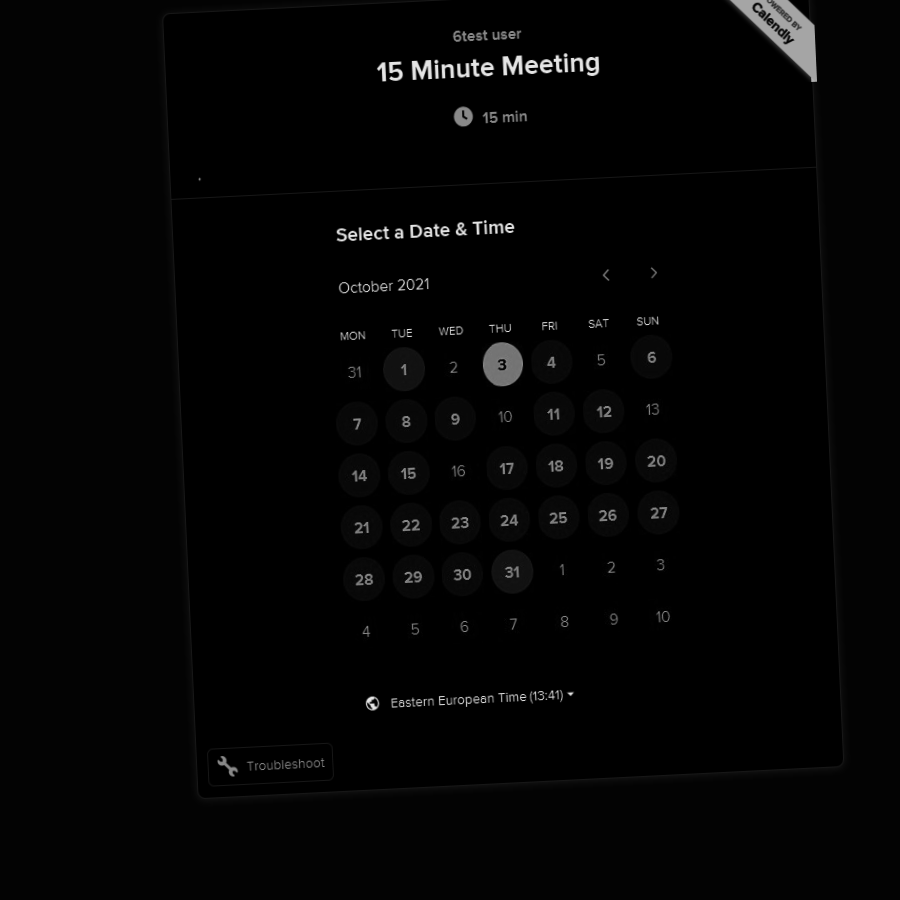 6test user
15 Minute Meeting
15 min
.
POWERED BY
Calendly
Select a Date & Time
October 2021
MON TUE WED THU FRI SAT SUN
31 1 2 3 4 5 6
7 8 9 10 11 12 13
14 15 16 17 18 19 20
21 22 23 24 25 26 27
28 29 30 31 1 2 3
4 5 6 7 8 9 10
Eastern European Time (13:41)
Troubleshoot